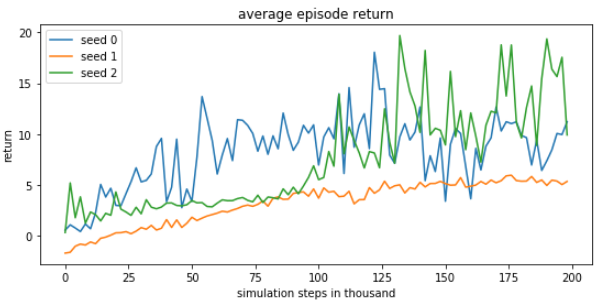 average episode return
seed 0
seed 1
seed 2
20
15
10
5
0
return
0 25 50 75 100 125 150 175 200
simulation steps in thousand